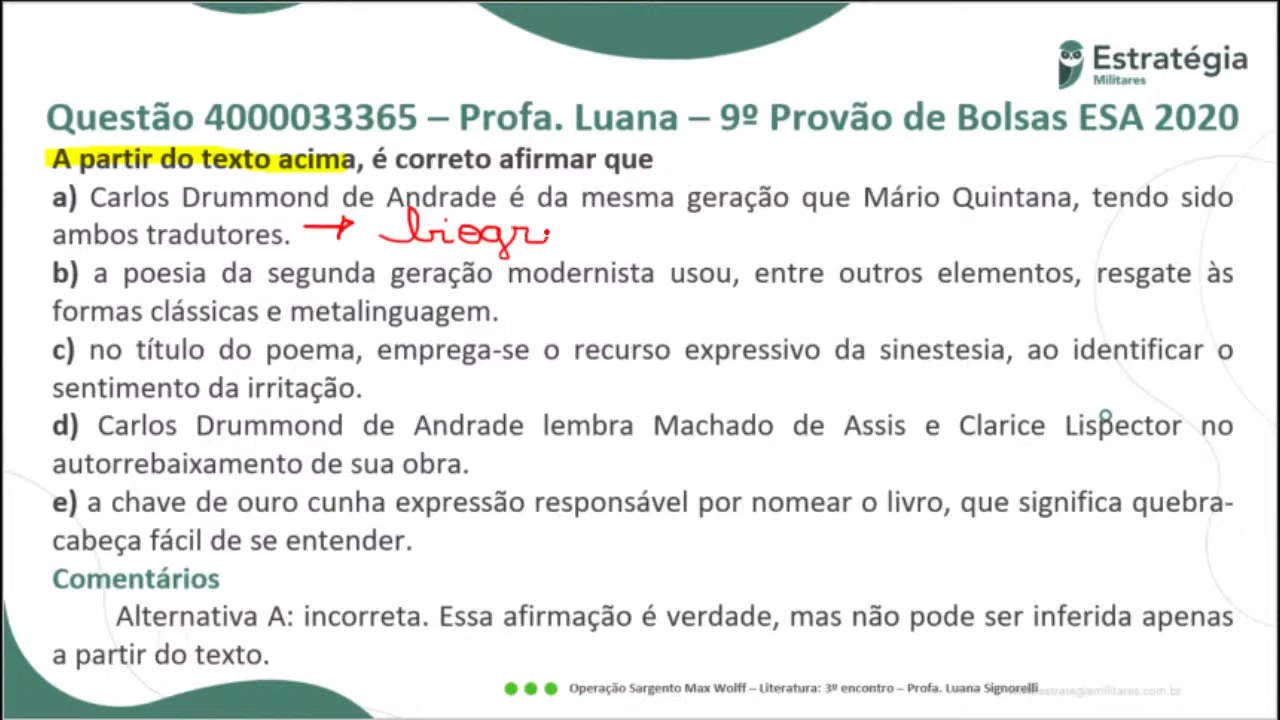 Estratégia
Militares
Questão 4000033365 – Profa. Luana – 9º Provão de Bolsas ESA 2020
A partir do texto acima, é correto afirmar que
a) Carlos Drummond de Andrade é da mesma geração que Mário Quintana, tendo sido
ambos tradutores. → biogr
b) a poesia da segunda geração modernista usou, entre outros elementos, resgate às
formas clássicas e metalinguagem.
c) no título do poema, emprega-se o recurso expressivo da sinestesia, ao identificar o
sentimento da irritação.
d) Carlos Drummond de Andrade lembra Machado de Assis e Clarice Lispector no
autorrebaixamento de sua obra.
e) a chave de ouro cunha expressão responsável por nomear o livro, que significa quebra-
cabeça fácil de se entender.
Comentários
Alternativa A: incorreta. Essa afirmação é verdade, mas não pode ser inferida apenas
a partir do texto.
Operação Sargento Max Wolff – Literatura: 3º encontro – Profa. Luana Signorelli